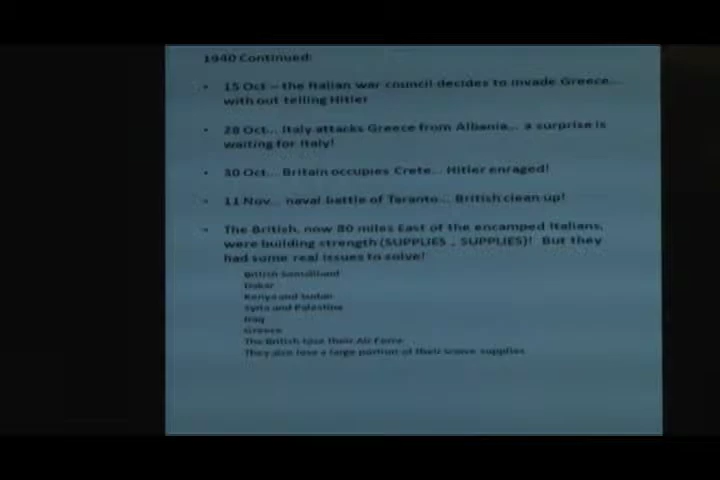 1940 Continued:
• 15 Oct – the Italian war council decides to invade Greece...
with out telling Hitler
• 28 Oct... Italy attacks Greece from Albania... a surprise is
waiting for Italy!
• 30 Oct... Britain occupies Crete... Hitler enraged!
• 11 Nov... naval battle of Taranto... British clean up!
• The British, now 80 miles East of the encamped Italians,
were building strength (SUPPLIES , SUPPLIES)! But they
had some real issues to solve!
British Somaliland
Dakar
Kenya and Sudan
Syria and Palestine
Iraq
Greece
The British lose their Air Force
They also lose a large portion of their scarce supplies